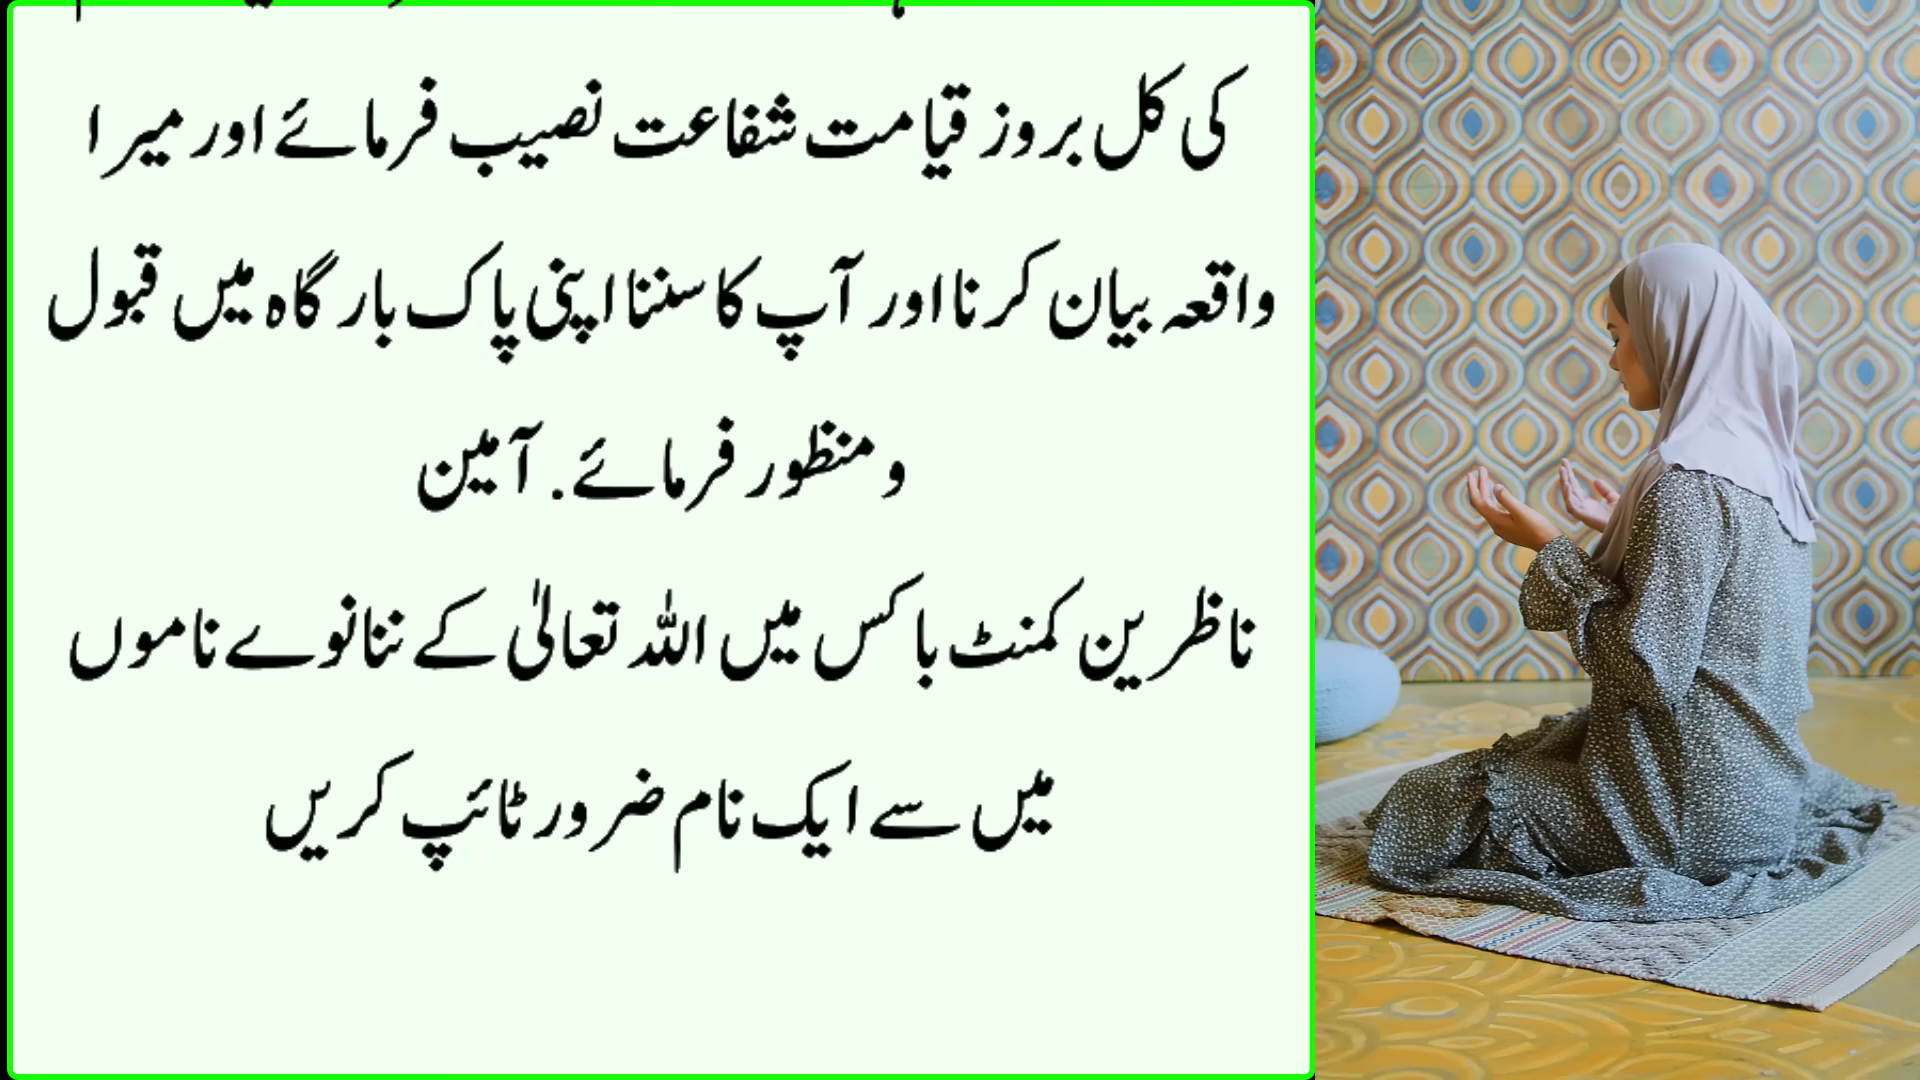 کی کل بروز قیامت شفاعت نصیب فرمائے اور میرا
واقعہ بیان کرنا اور آپ کا سننا اپنی پاک بارگاہ میں قبول
و منظور فرمائے. آمین
ناظرین کمنٹ باکس میں اللہ تعالیٰ کے ننانوے ناموں
میں سے ایک نام ضرور ٹائپ کریں